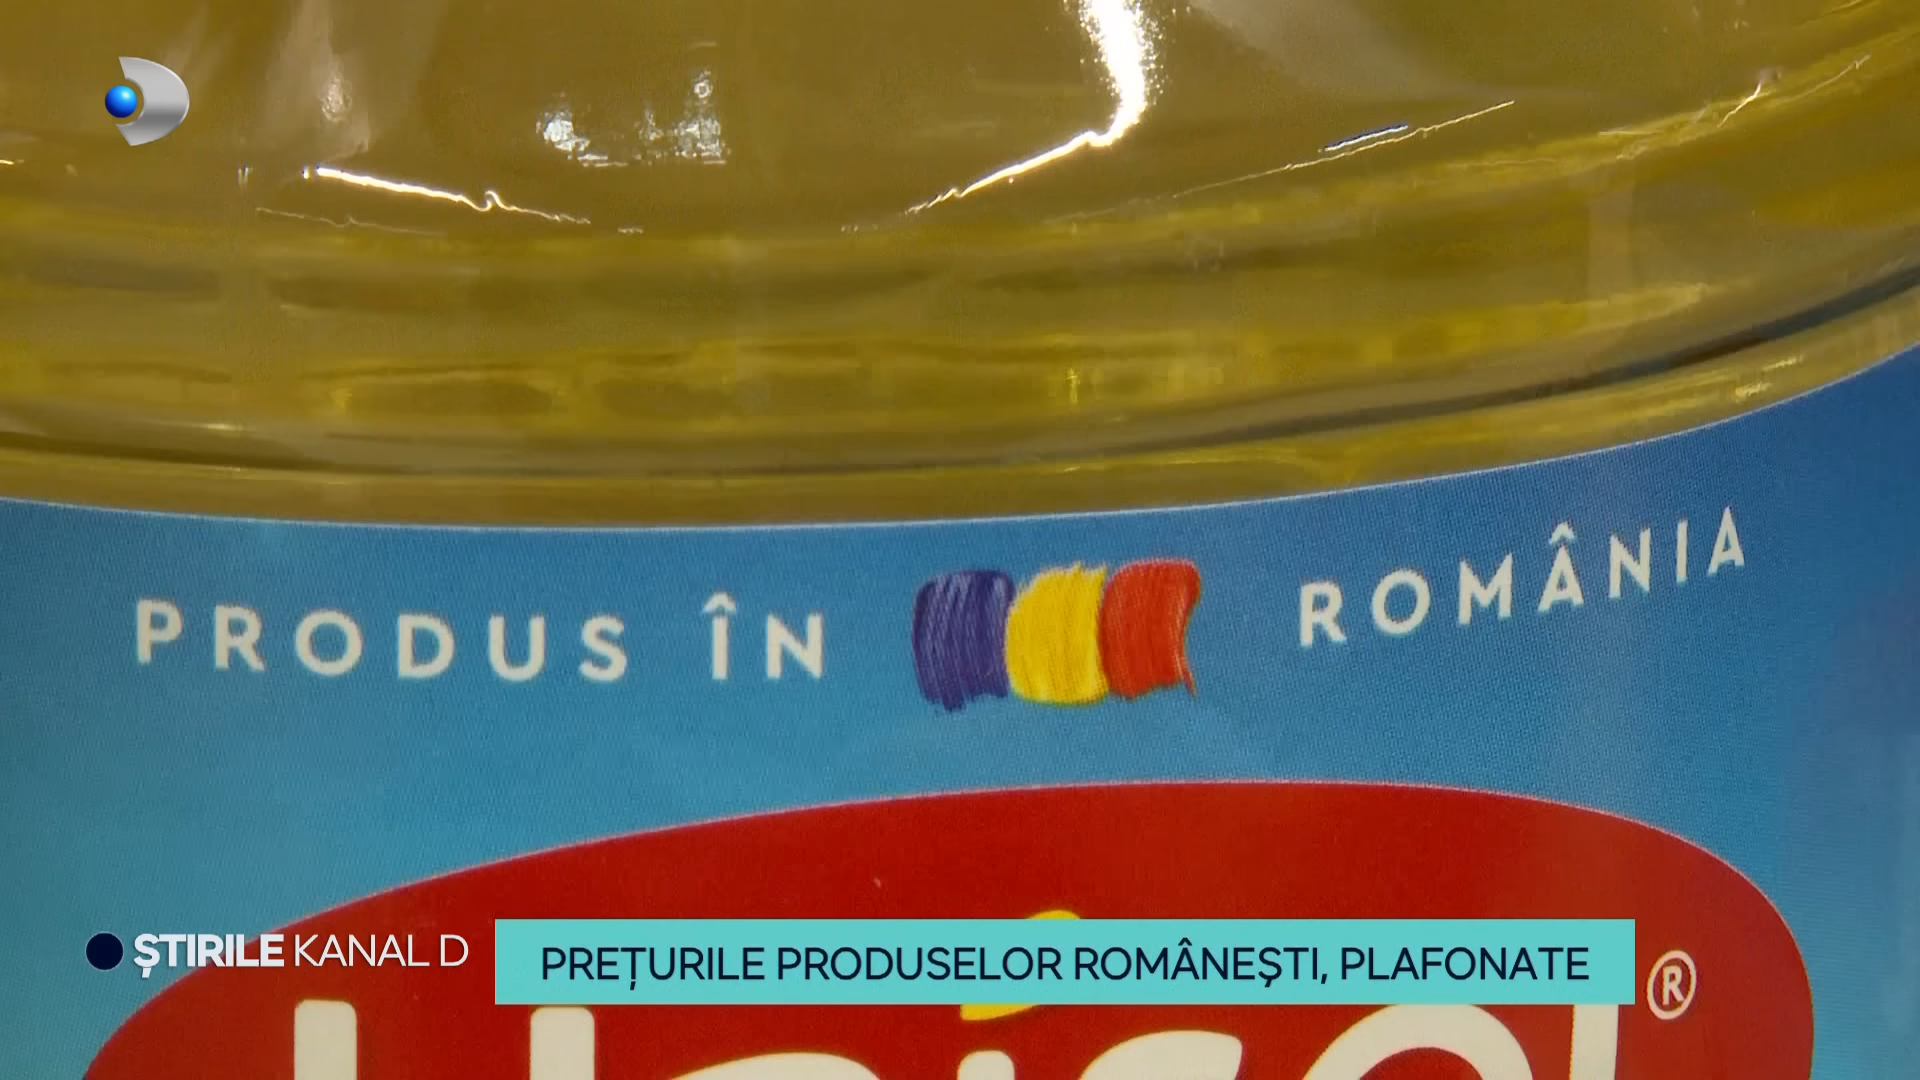 PRODUS ÎN ROMÂNIA
ȘTIRILE KANAL D
PREȚURILE PRODUSELOR ROMÂNEȘTI, PLAFONATE
®